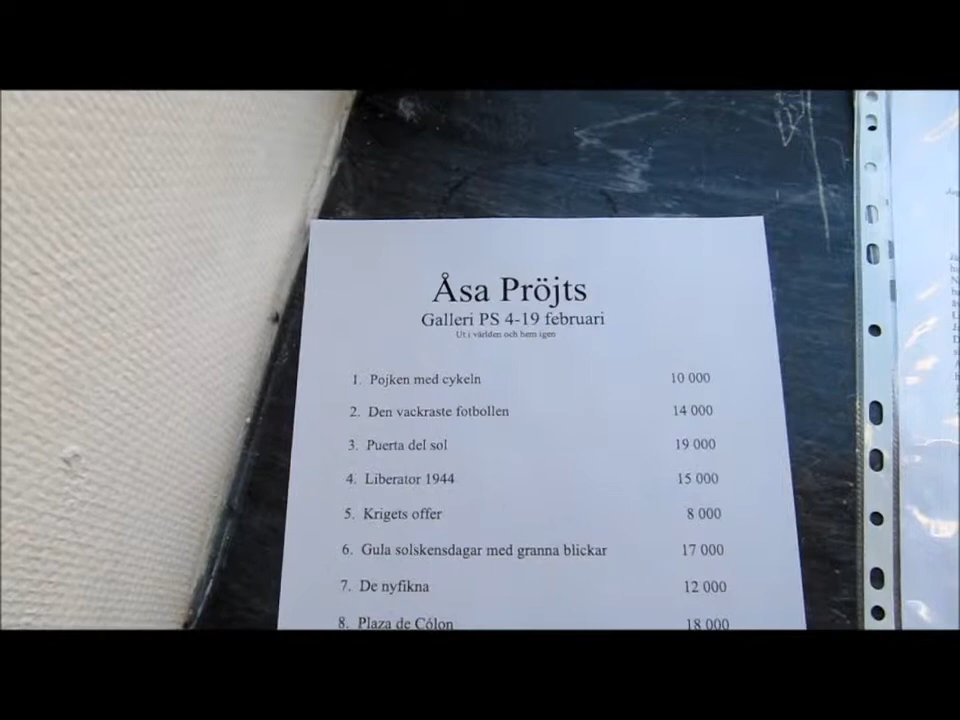 Åsa Pröjts
Galleri PS 4-19 februari
Ut i världen och hem igen
1. Pojken med cykeln 10 000
2. Den vackraste fotbollen 14 000
3. Puerta del sol 19 000
4. Liberator 1944 15 000
5. Krigets offer 8 000
6. Gula solskensdagar med granna blickar 17 000
7. De nyfikna 12 000
8. Plaza de Cólon 18 000